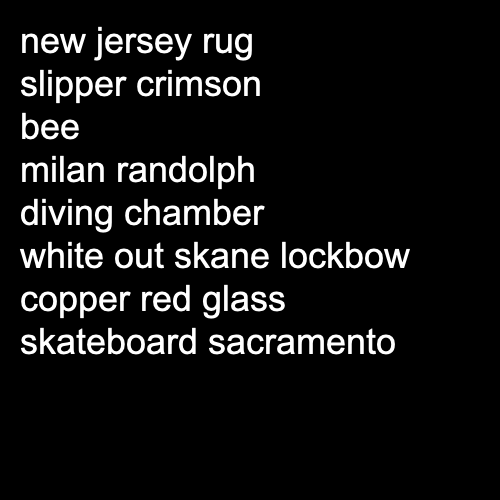 new jersey rug
slipper crimson
bee
milan randolph
diving chamber
white out skane lockbow
copper red glass
skateboard sacramento